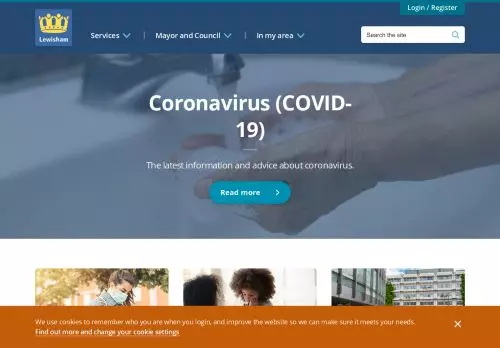 Login / Register
Lewisham
Services
Mayor and Council
In my area
Search the site
Coronavirus (COVID-
19)
The latest information and advice about coronavirus.
Read more
We use cookies to remember who you are when you login, and improve the website so we can make sure it meets your needs.
Find out more and change your cookie settings